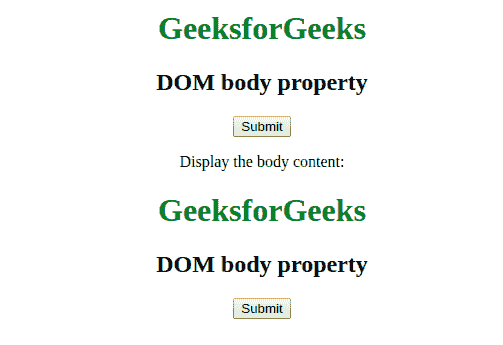 GeeksforGeeks
DOM body property
Submit
Display the body content:
GeeksforGeeks
DOM body property
Submit